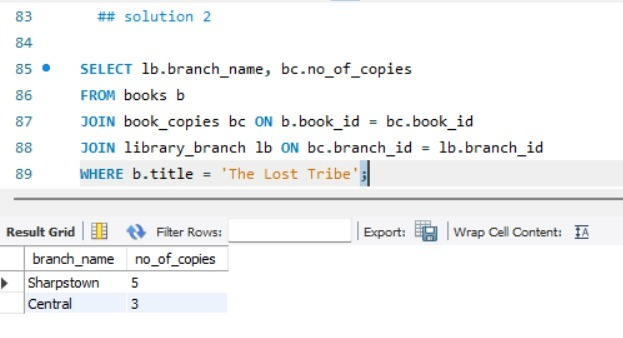 83 ## solution 2
84
85 SELECT lb.branch_name, bc.no_of_copies
86 FROM books b
87 JOIN book_copies bc ON b.book_id = bc.book_id
88 JOIN library_branch lb ON bc.branch_id = lb.branch_id
89 WHERE b.title = 'The Lost Tribe';
Result Grid Filter Rows: Export: Wrap Cell Content: IA
branch_name no_of_copies
Sharpstown 5
Central 3